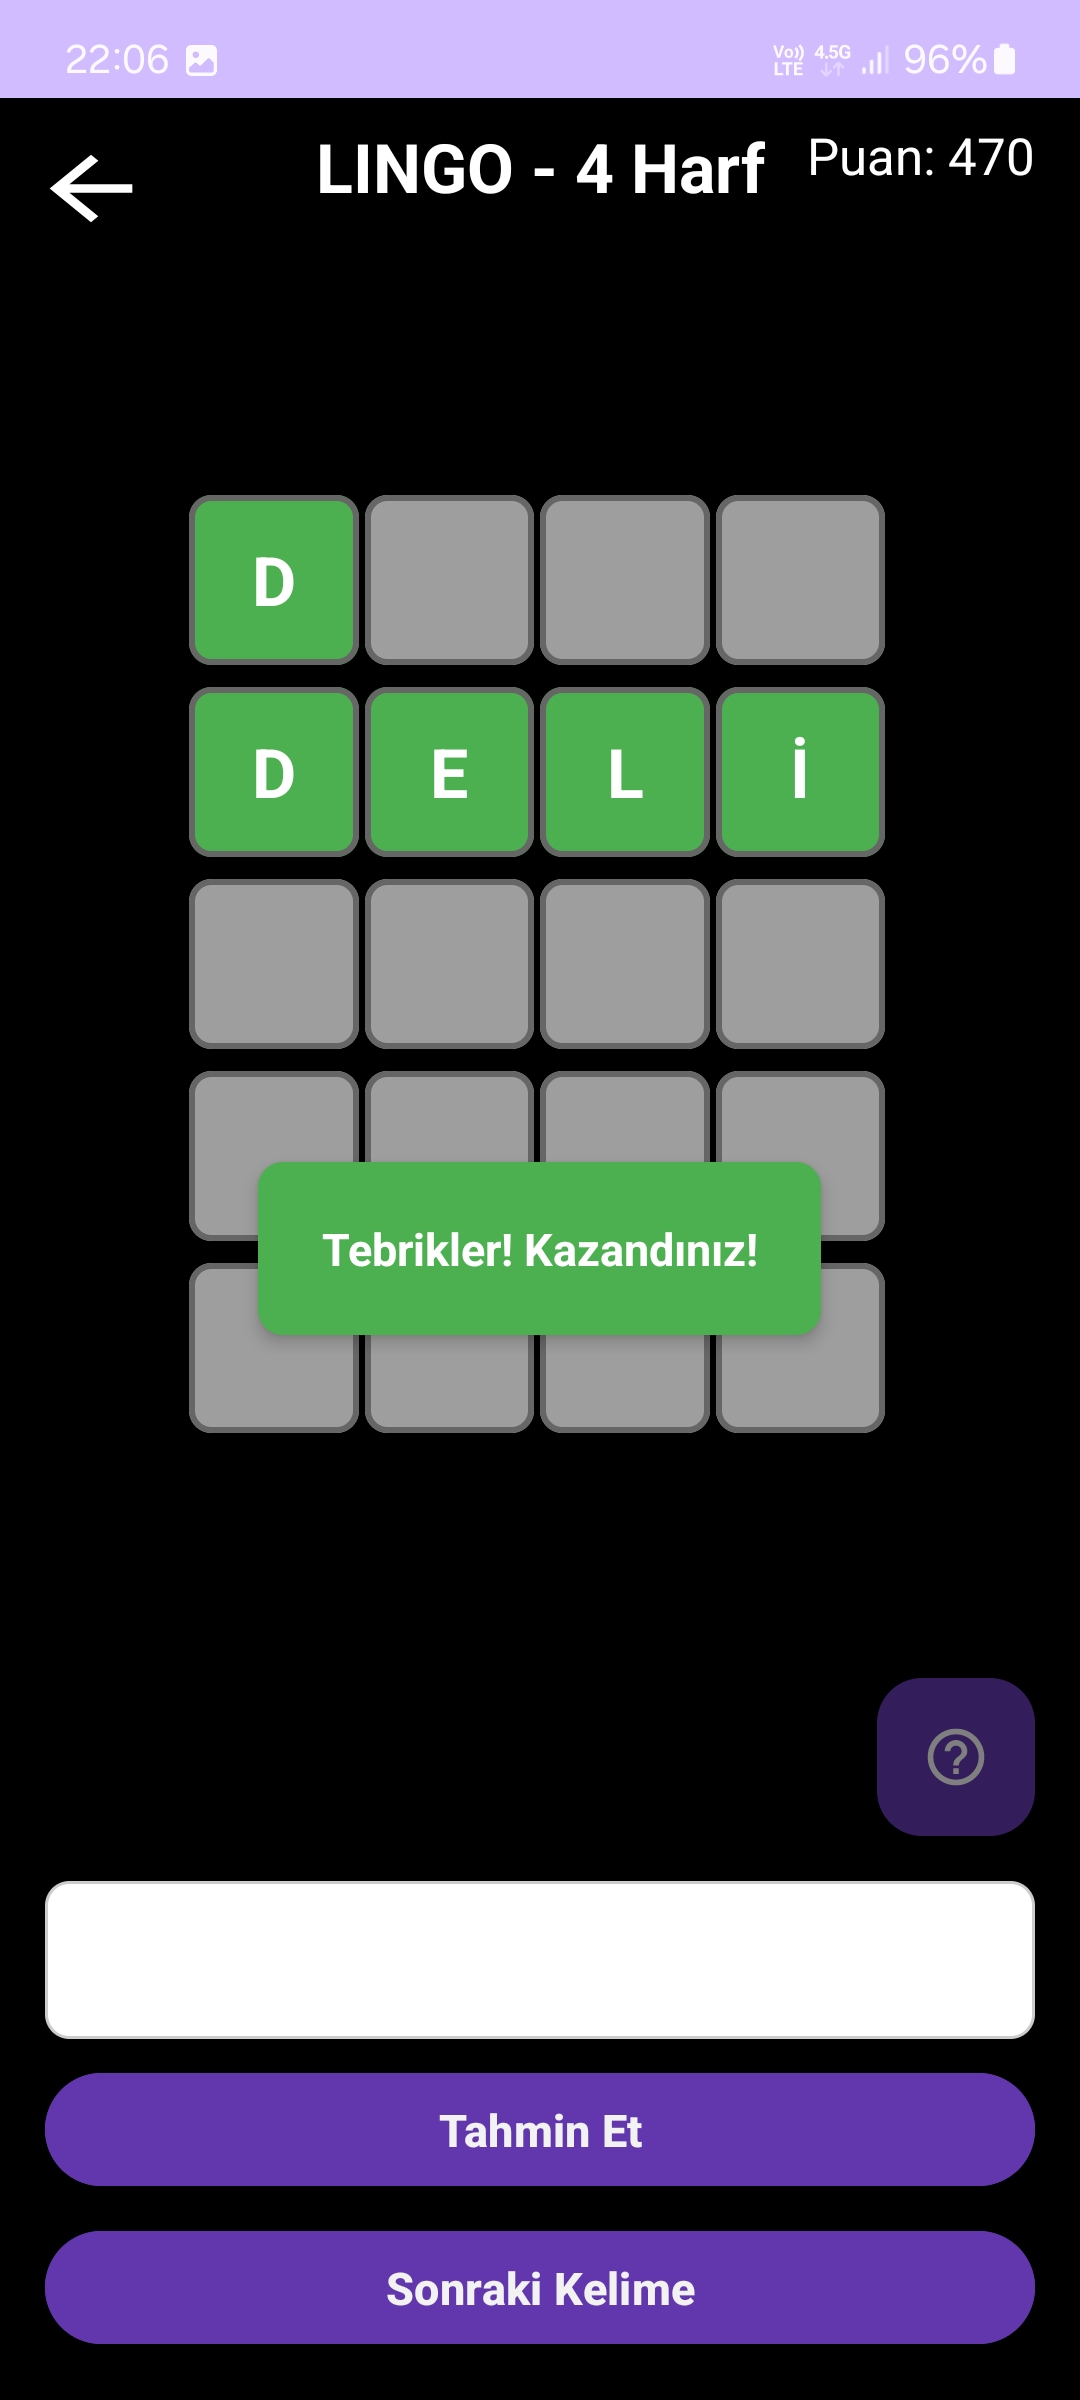 22:06 Vo)) LTE 4.5G 96%
LINGO - 4 Harf Puan: 470
D
D E L İ
Tebrikler! Kazandınız!
?
Tahmin Et
Sonraki Kelime